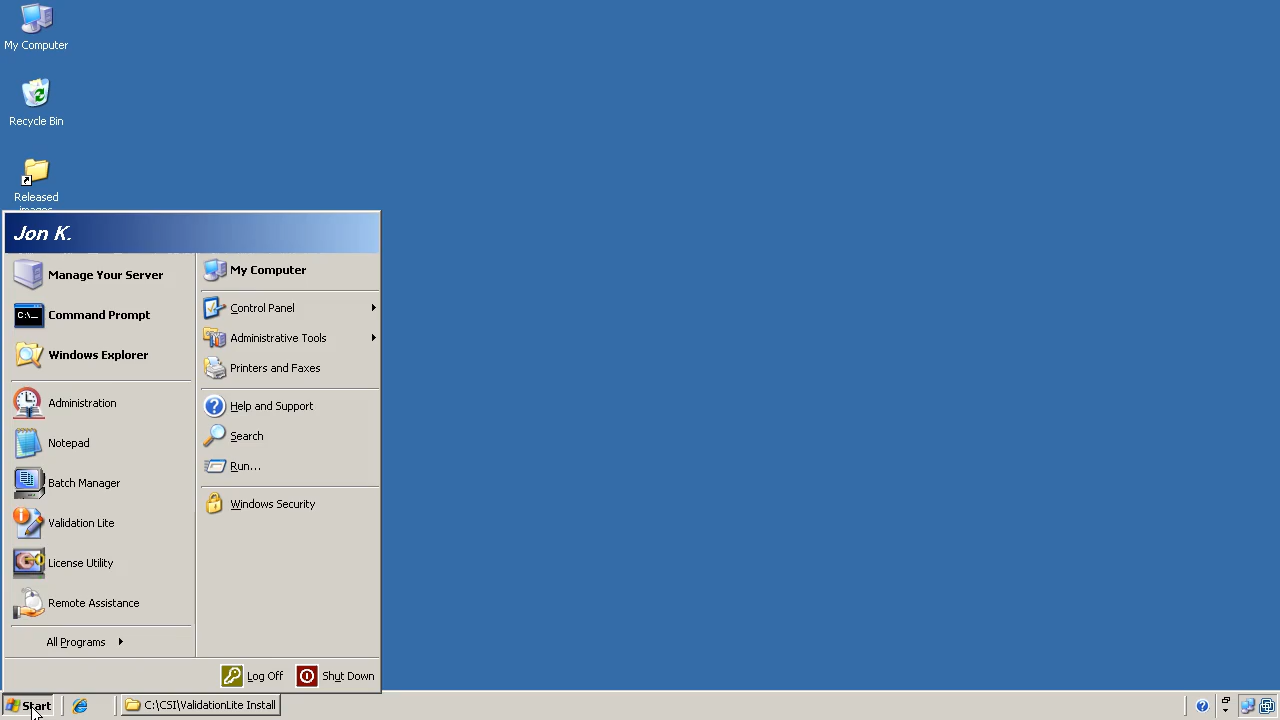 My Computer
Recycle Bin
Released
images
Jon K.
Manage Your Server
Command Prompt
Windows Explorer
Administration
Notepad
Batch Manager
Validation Lite
License Utility
Remote Assistance
All Programs
My Computer
Control Panel
Administrative Tools
Printers and Faxes
Help and Support
Search
Run...
Windows Security
Log Off
Shut Down
Start
C:\CSI\ValidationLite Install